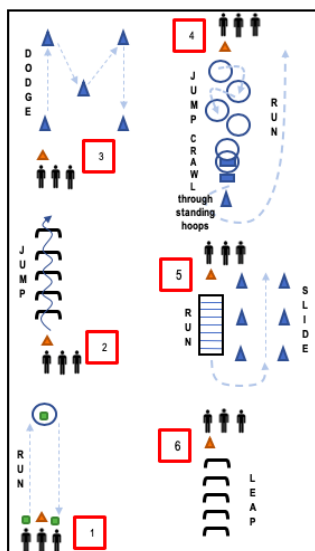 DODGE
3
JUMP
2
RUN
1
4
JUMP
CRAWL
through
standing
hoops
RUN
5
RUN
SLIDE
6
LEAP